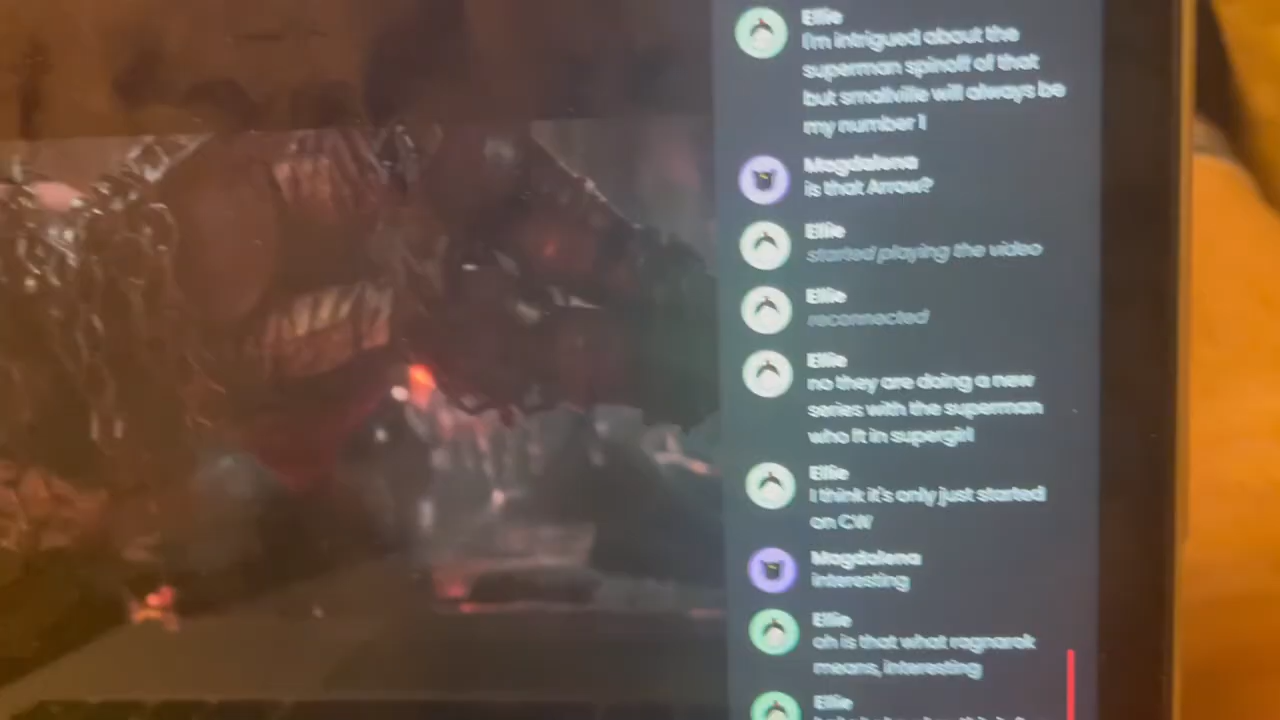 Ellie
I'm intrigued about the
superman spinoff of that
but smallville will always be
my number 1
Magdalena
is that Arrow?
Ellie
started playing the video
Ellie
reconnected
Ellie
no they are doing a new
series with the superman
who It in supergirl
Ellie
I think it's only just started
on CW
Magdalena
interesting
Ellie
oh is that what ragnarok
means, interesting
Ellie